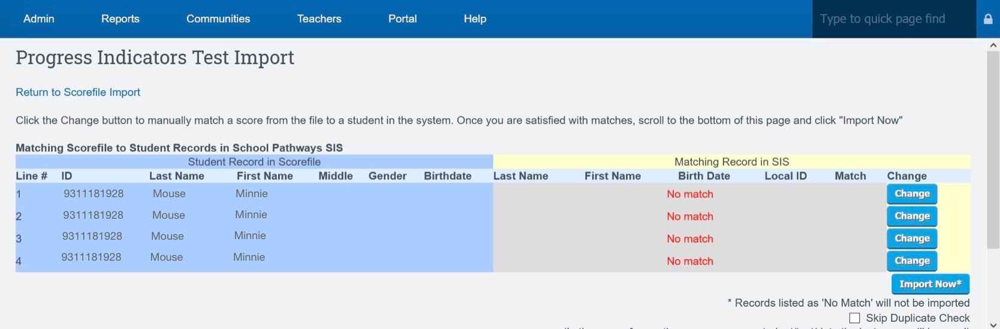 Admin Reports Communities Teachers Portal Help Type to quick page find
Progress Indicators Test Import
Return to Scorefile Import
Click the Change button to manually match a score from the file to a student in the system. Once you are satisfied with matches, scroll to the bottom of this page and click "Import Now"
Matching Scorefile to Student Records in School Pathways SIS
Student Record in Scorefile Matching Record in SIS
Line # ID Last Name First Name Middle Gender Birthdate Last Name First Name Birth Date Local ID Match Change
1 9311181928 Mouse Minnie No match Change
2 9311181928 Mouse Minnie No match Change
3 9311181928 Mouse Minnie No match Change
4 9311181928 Mouse Minnie No match Change
Import Now*
* Records listed as 'No Match' will not be imported
Skip Duplicate Check